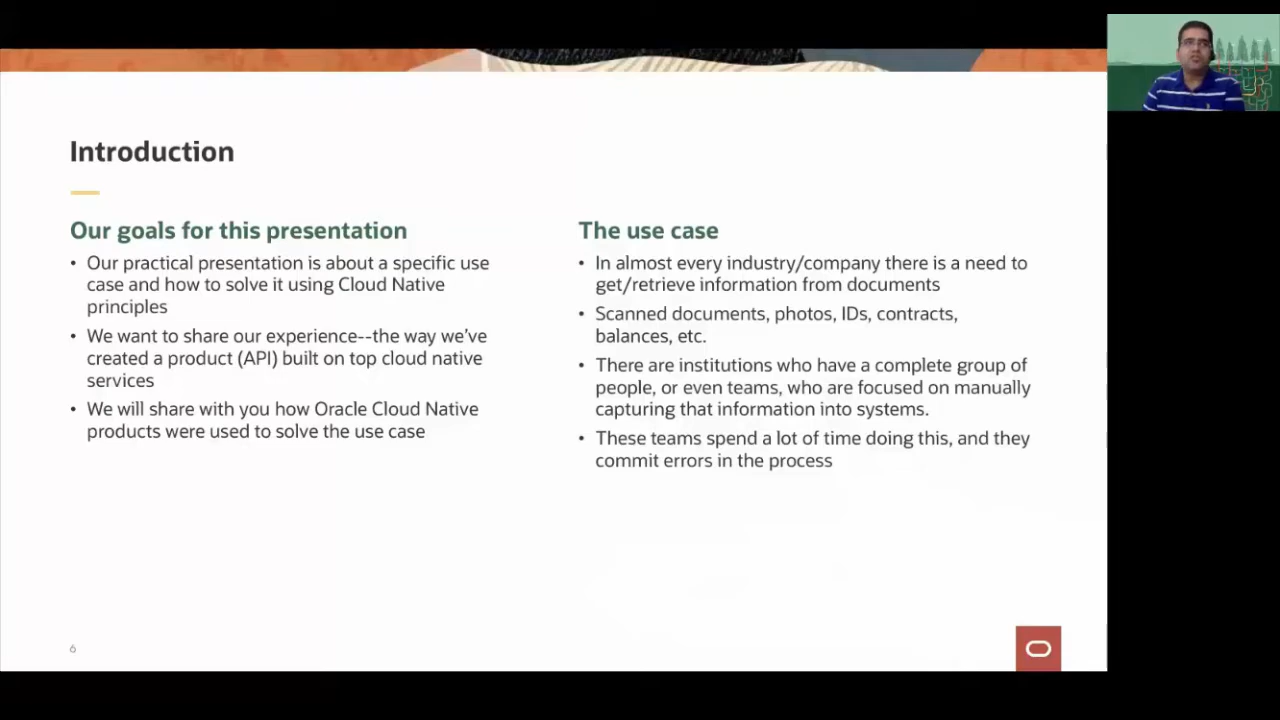 Introduction
Our goals for this presentation
• Our practical presentation is about a specific use
case and how to solve it using Cloud Native
principles
• We want to share our experience--the way we've
created a product (API) built on top cloud native
services
• We will share with you how Oracle Cloud Native
products were used to solve the use case
The use case
• In almost every industry/company there is a need to
get/retrieve information from documents
• Scanned documents, photos, IDs, contracts,
balances, etc.
• There are institutions who have a complete group of
people, or even teams, who are focused on manually
capturing that information into systems.
• These teams spend a lot of time doing this, and they
commit errors in the process
6